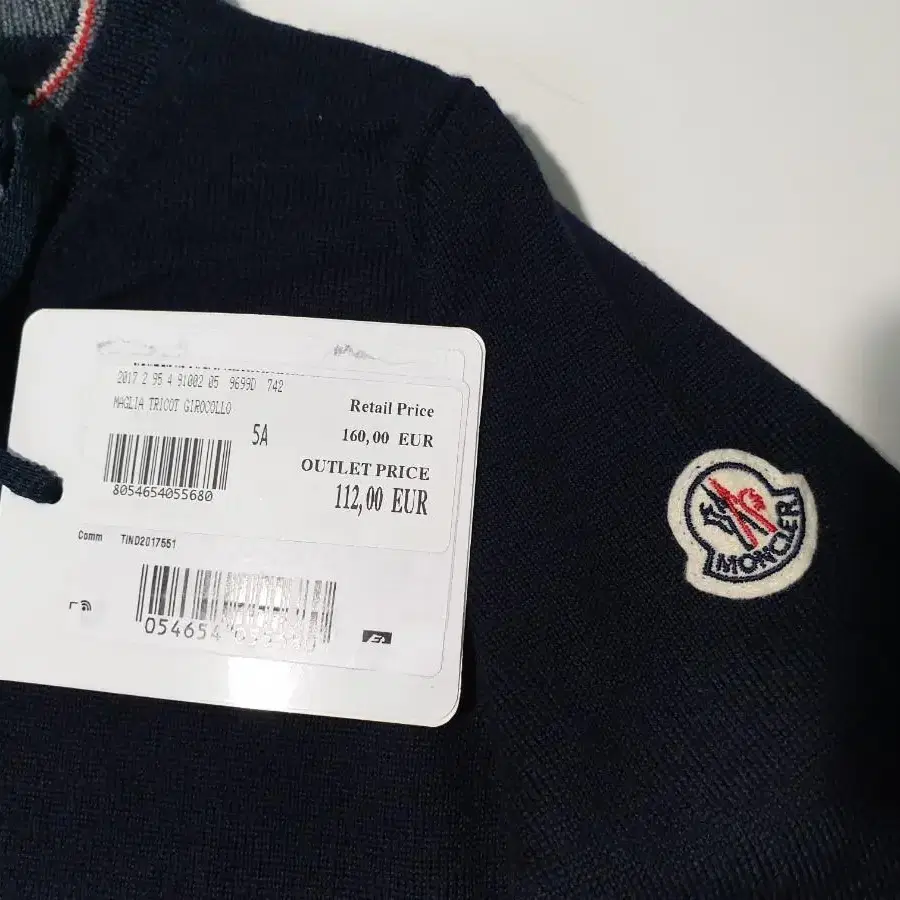 2017 2 95 4 91002 05 9699D 742
MAGLIA TRICOT GIROCOLLO
5A
Retail Price
160,00 EUR
OUTLET PRICE
112,00 EUR
8054654055680
Comm TIND2017551
054654
MONCLER